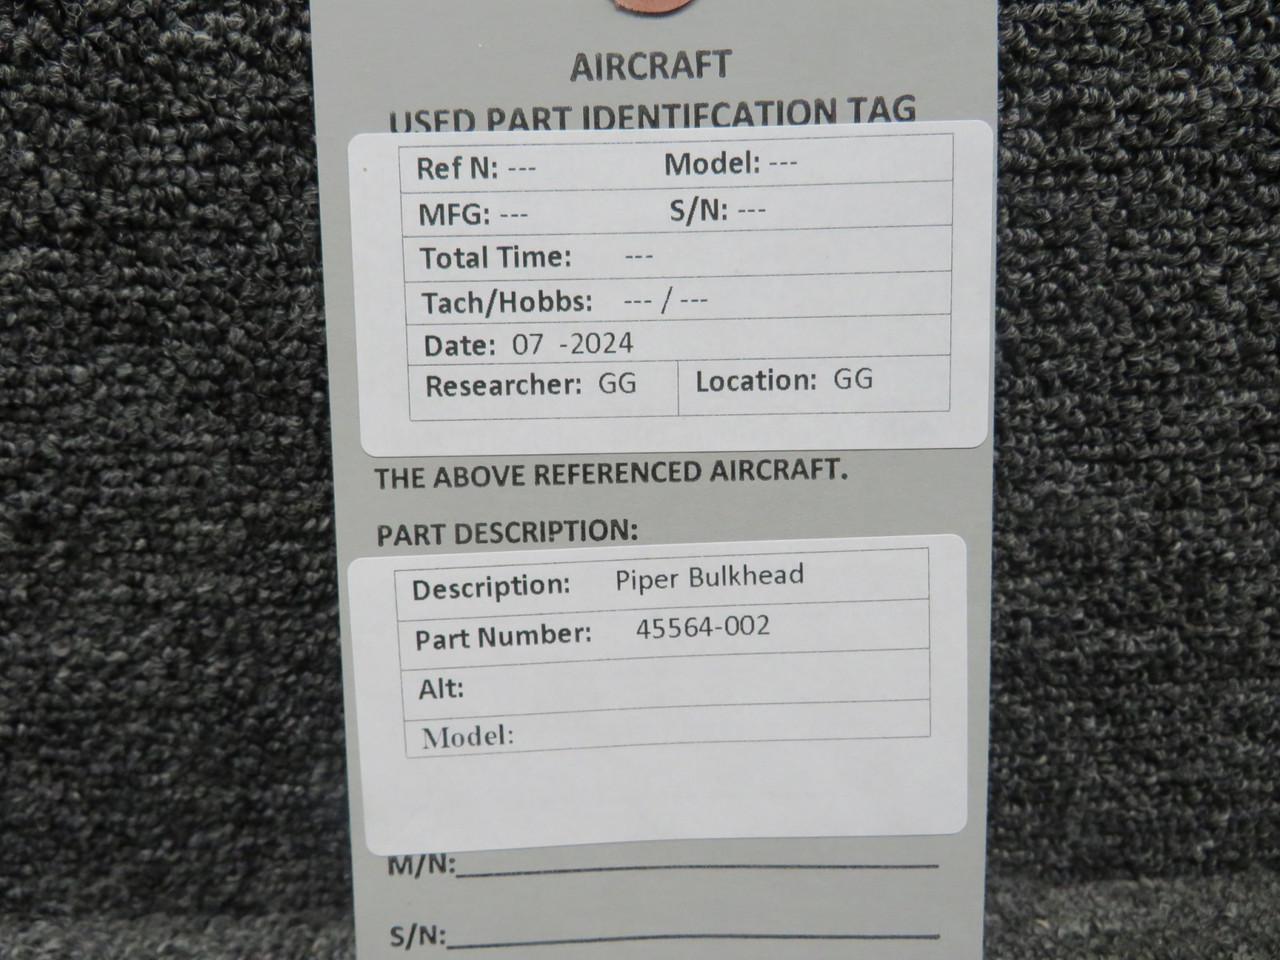 AIRCRAFT
USED PART IDENTIFCATION TAG
Ref N: --- Model: ---
MFG: --- S/N: ---
Total Time: ---
Tach/Hobbs: --- / ---
Date: 07 -2024
Researcher: GG Location: GG
THE ABOVE REFERENCED AIRCRAFT.
PART DESCRIPTION:
Description: Piper Bulkhead
Part Number: 45564-002
Alt:
Model:
M/N:
S/N: